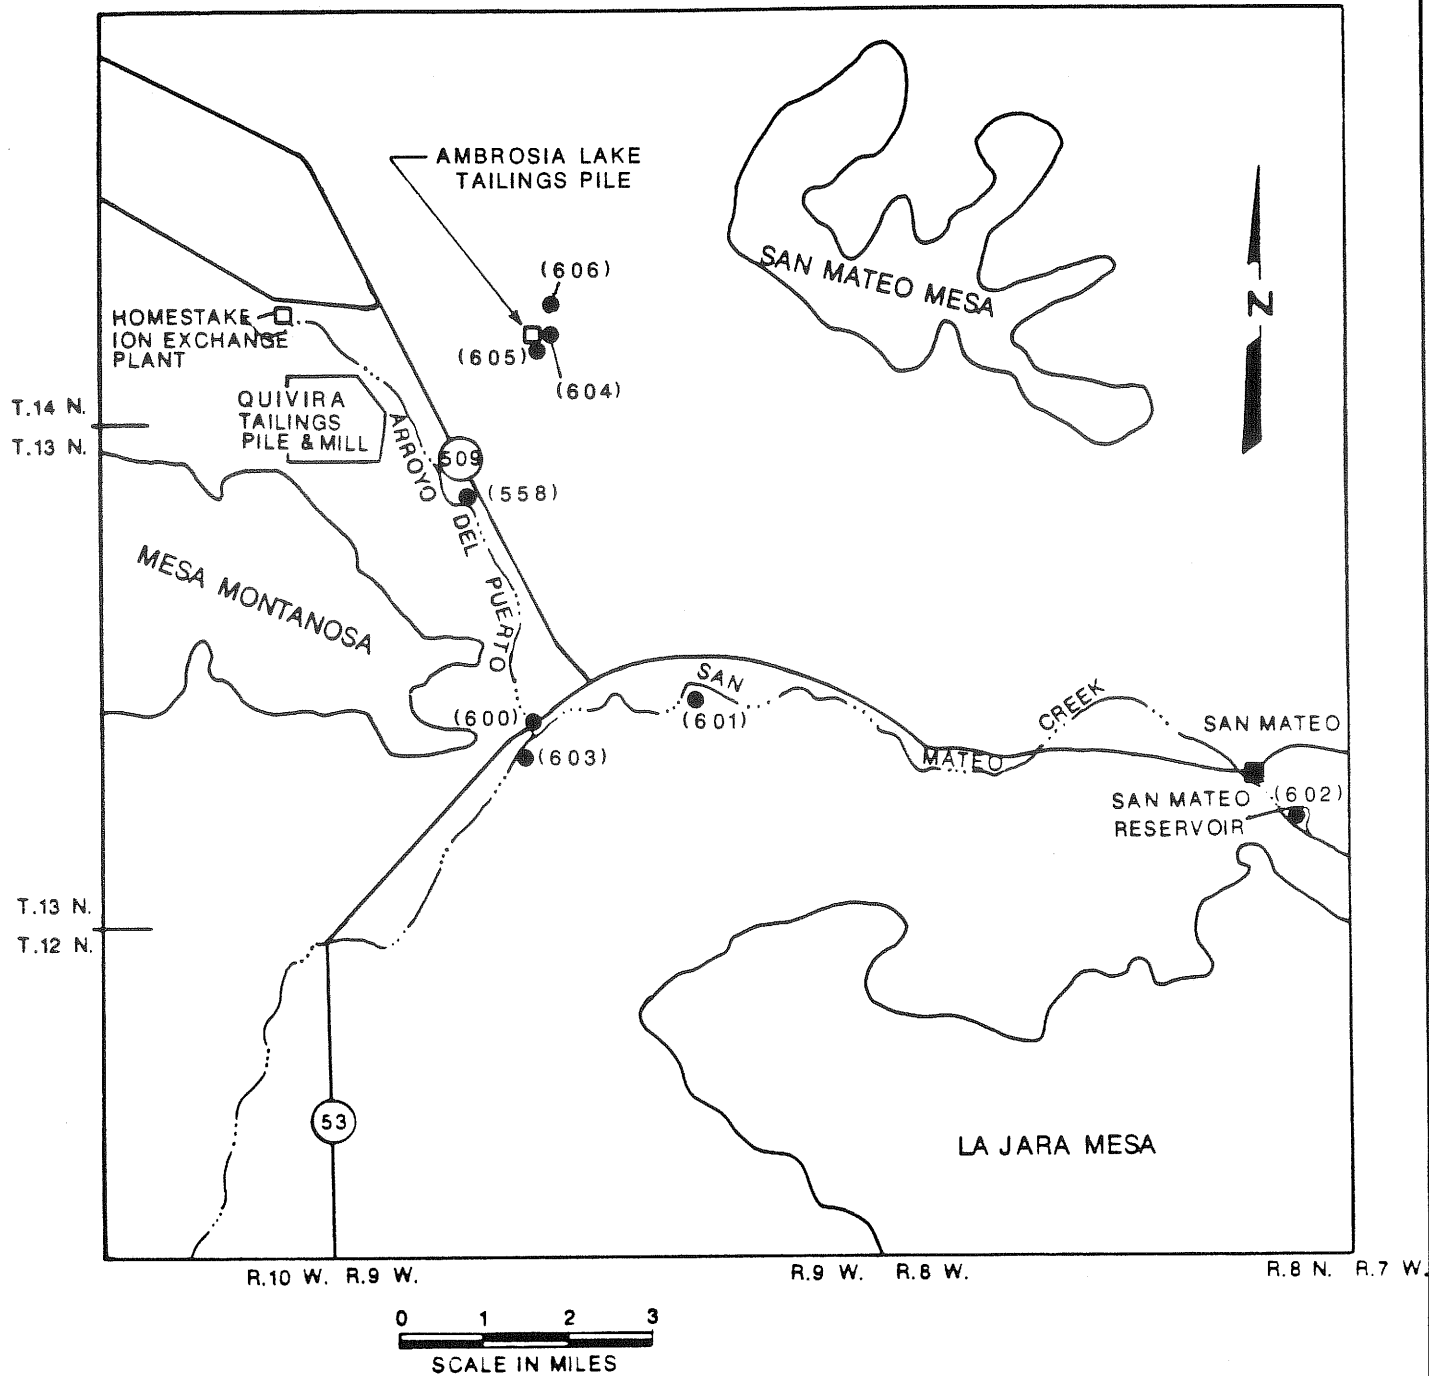 AMBROSIA LAKE
TAILINGS PILE
(606)
SAN MATEO MESA
N
HOMESTAKE
ION EXCHANGE
PLANT
(605)
(604)
QUIVIRA
TAILINGS
PILE & MILL
T.14 N.
T.13 N.
ARROYO DEL PUERTO
509
(558)
MESA MONTANOSA
SAN MATEO CREEK
(600)
(601)
(603)
SAN MATEO
SAN MATEO
RESERVOIR
(602)
T.13 N.
T.12 N.
53
LA JARA MESA
R.10 W. R.9 W.
R.9 W. R.8 W.
R.8 N. R.7 W.
0 1 2 3
SCALE IN MILES